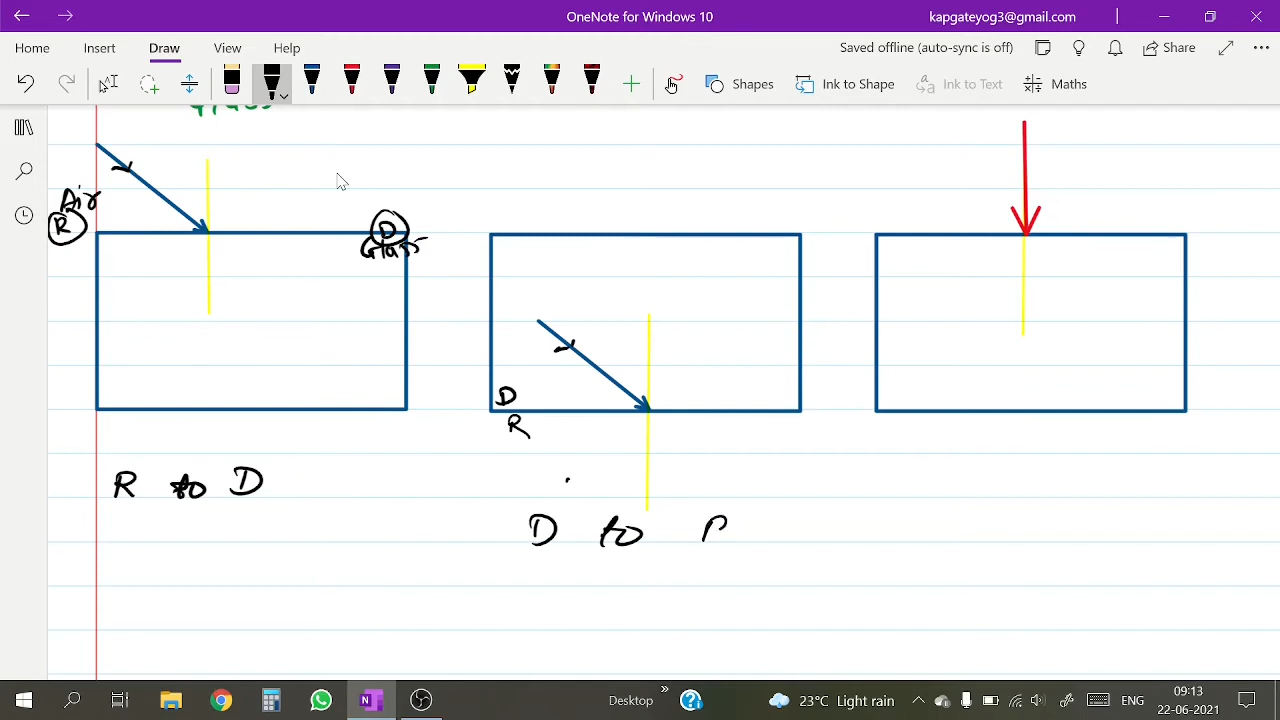 OneNote for Windows 10
kapgateyog3@gmail.com
Home Insert Draw View Help
Saved offline (auto-sync is off)
Share
Shapes
Ink to Shape
Ink to Text
Maths
Air
R
D
Glass
D
R
R to D
D to
Desktop
23°C Light rain
ENG
09:13
22-06-2021